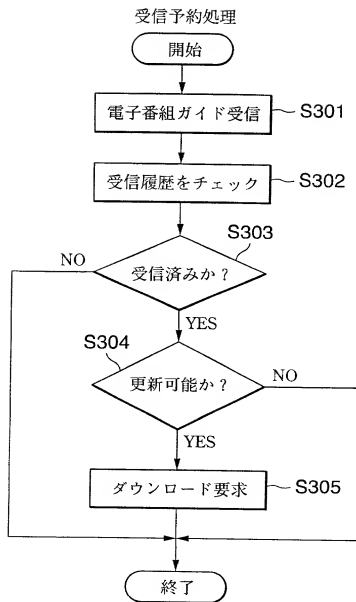 受信予約処理
開始
電子番組ガイド受信
S301
受信履歴をチェック
S302
S303
受信済みか？
NO
YES
S304
更新可能か？
NO
YES
ダウンロード要求
S305
終了